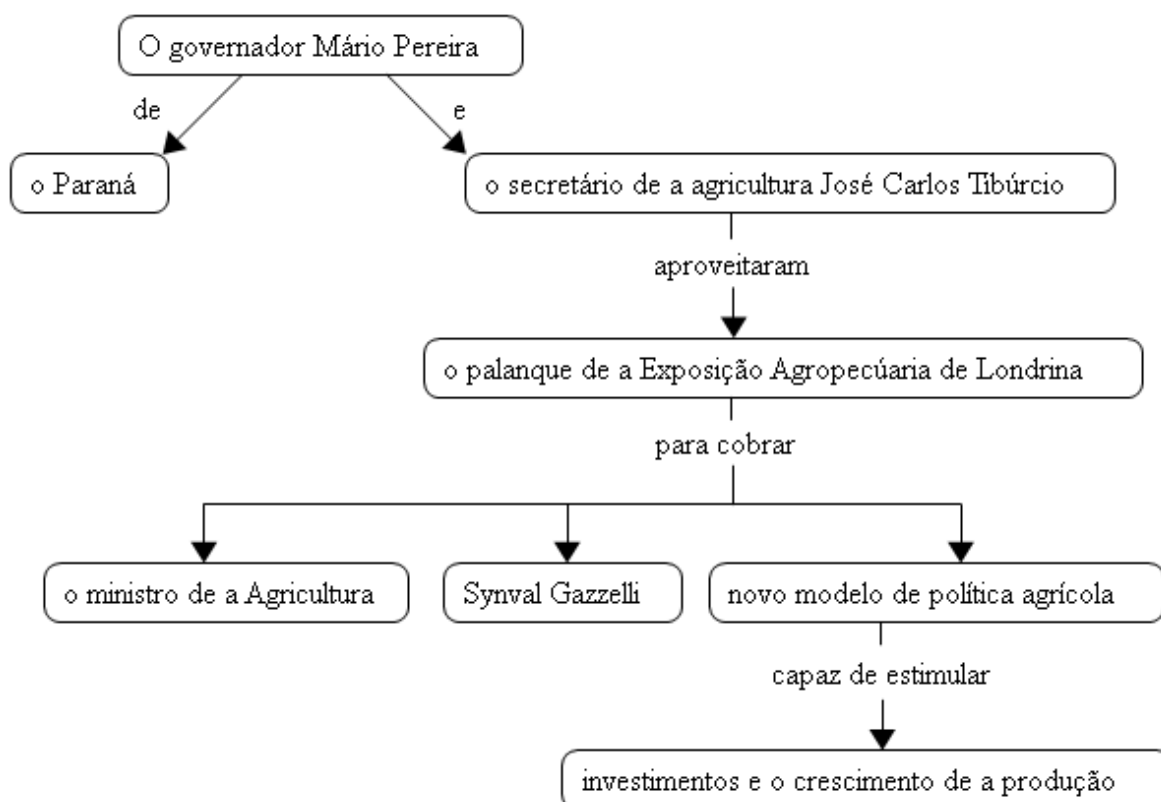 O governador Mário Pereira
de
e
o Paraná
o secretário de a agricultura José Carlos Tibúrcio
aproveitaram
o palanque de a Exposição Agropecúaria de Londrina
para cobrar
o ministro de a Agricultura
Synval Gazzelli
novo modelo de política agrícola
capaz de estimular
investimentos e o crescimento de a produção